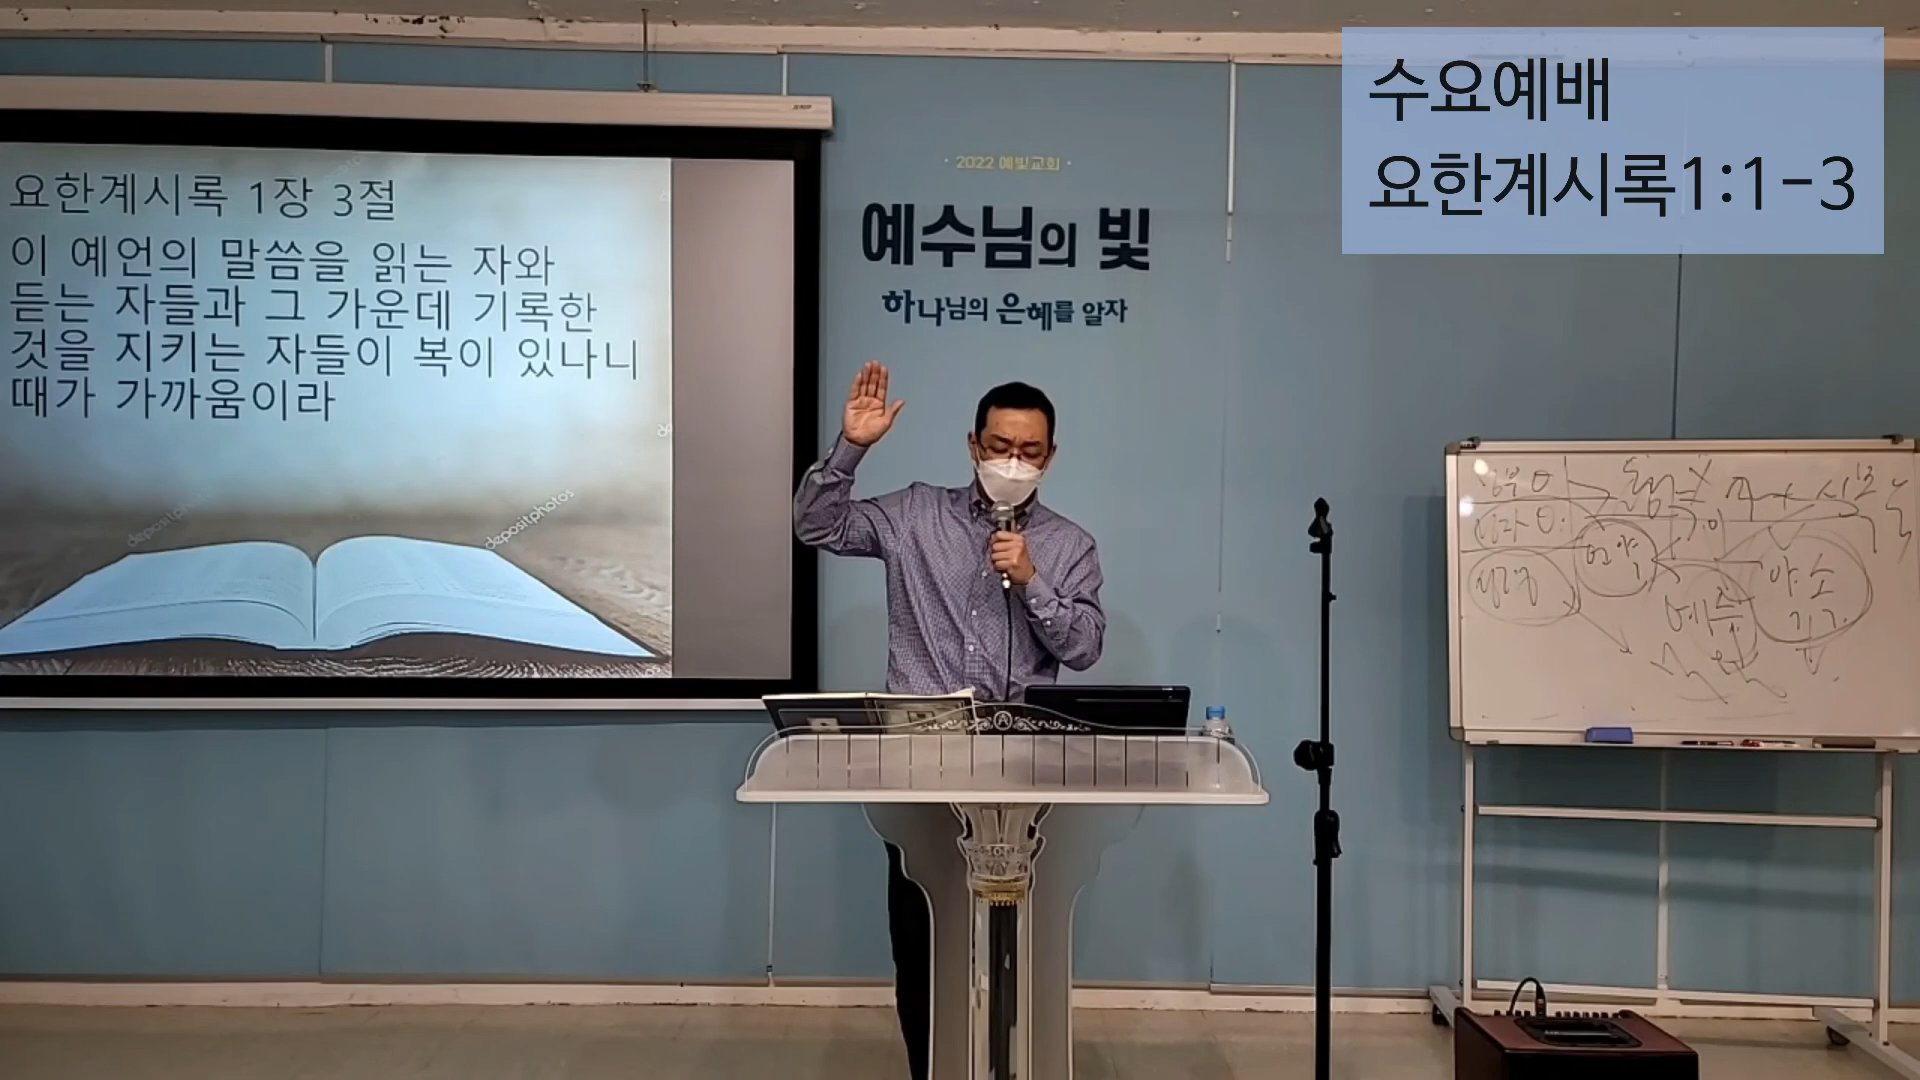 수요예배
요한계시록1:1-3
요한계시록 1장 3절
이 예언의 말씀을 읽는 자와
듣는 자들과 그 가운데 기록한
것을 지키는 자들이 복이 있나니
때가 가까움이라
depositphotos
depositphotos
· 2022 예빛교회 ·
예수님의 빛
하나님의 은혜를 알자
언약